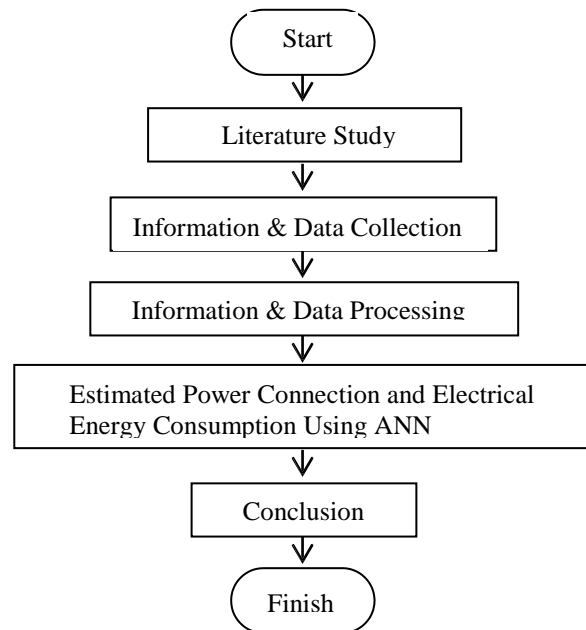 Start
Literature Study
Information & Data Collection
Information & Data Processing
Estimated Power Connection and Electrical
Energy Consumption Using ANN
Conclusion
Finish